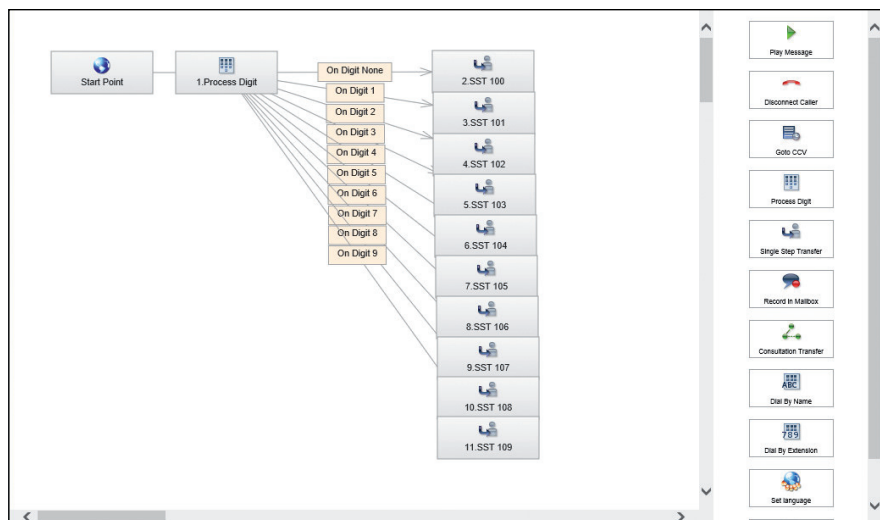 Start Point
1.Process Digit
On Digit None
On Digit 1
On Digit 2
On Digit 3
On Digit 4
On Digit 5
On Digit 6
On Digit 7
On Digit 8
On Digit 9
2.SST 100
3.SST 101
4.SST 102
5.SST 103
6.SST 104
7.SST 105
8.SST 106
9.SST 107
10.SST 108
11.SST 109
Play Message
Disconnect Caller
Goto CCV
Process Digit
Single Step Transfer
Record In Mailbox
Consultation Transfer
ABC
Dial By Name
789
Dial By Extension
Set language